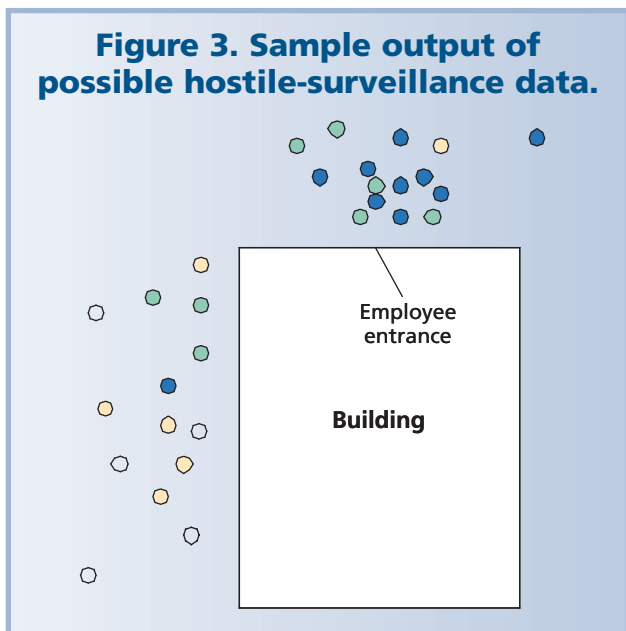 Figure 3. Sample output of
possible hostile-surveillance data.
Employee
entrance
Building